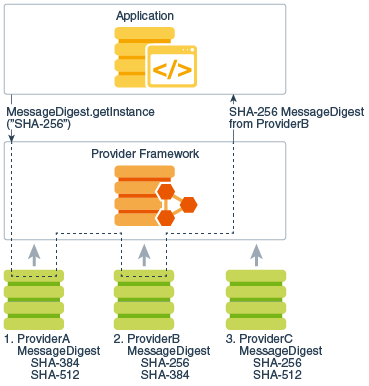 Application
</>
MessageDigest.getInstance
("SHA-256")
SHA-256 MessageDigest
from ProviderB
Provider Framework
1. ProviderA
MessageDigest
SHA-384
SHA-512
2. ProviderB
MessageDigest
SHA-256
SHA-384
3. ProviderC
MessageDigest
SHA-256
SHA-512